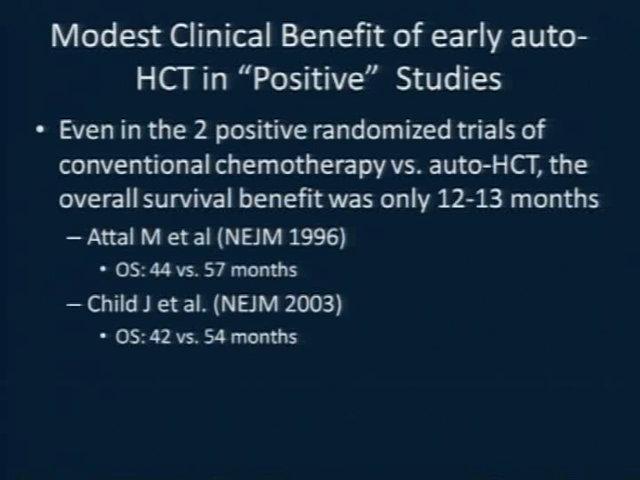 Modest Clinical Benefit of early auto-
HCT in “Positive” Studies
• Even in the 2 positive randomized trials of
conventional chemotherapy vs. auto-HCT, the
overall survival benefit was only 12-13 months
– Attal M et al (NEJM 1996)
• OS: 44 vs. 57 months
– Child J et al. (NEJM 2003)
• OS: 42 vs. 54 months